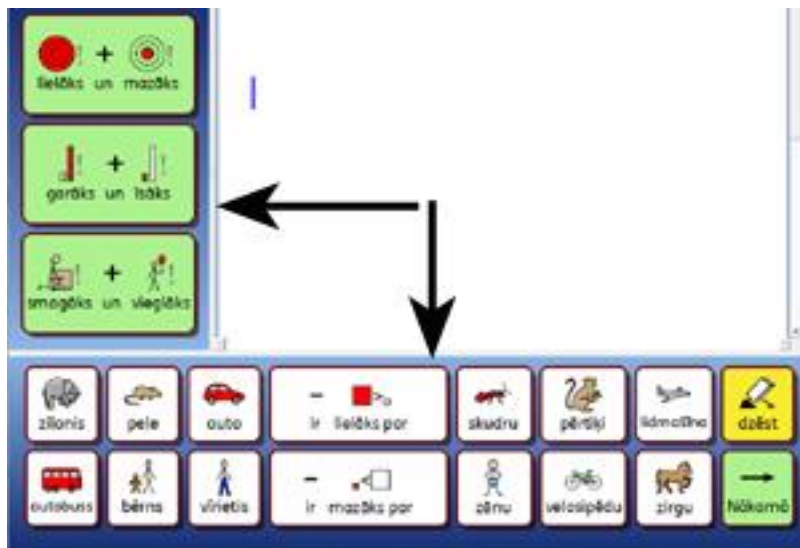 lielāks un mazāks
garāks un īsāks
smagāks un vieglāks
zilonis pele auto ir lielāks par skudru pērtiķi lidmašīna dzēst
autobuss bērns vīrietis ir mazāks par zēnu velosipēdu zirgu Nākamā